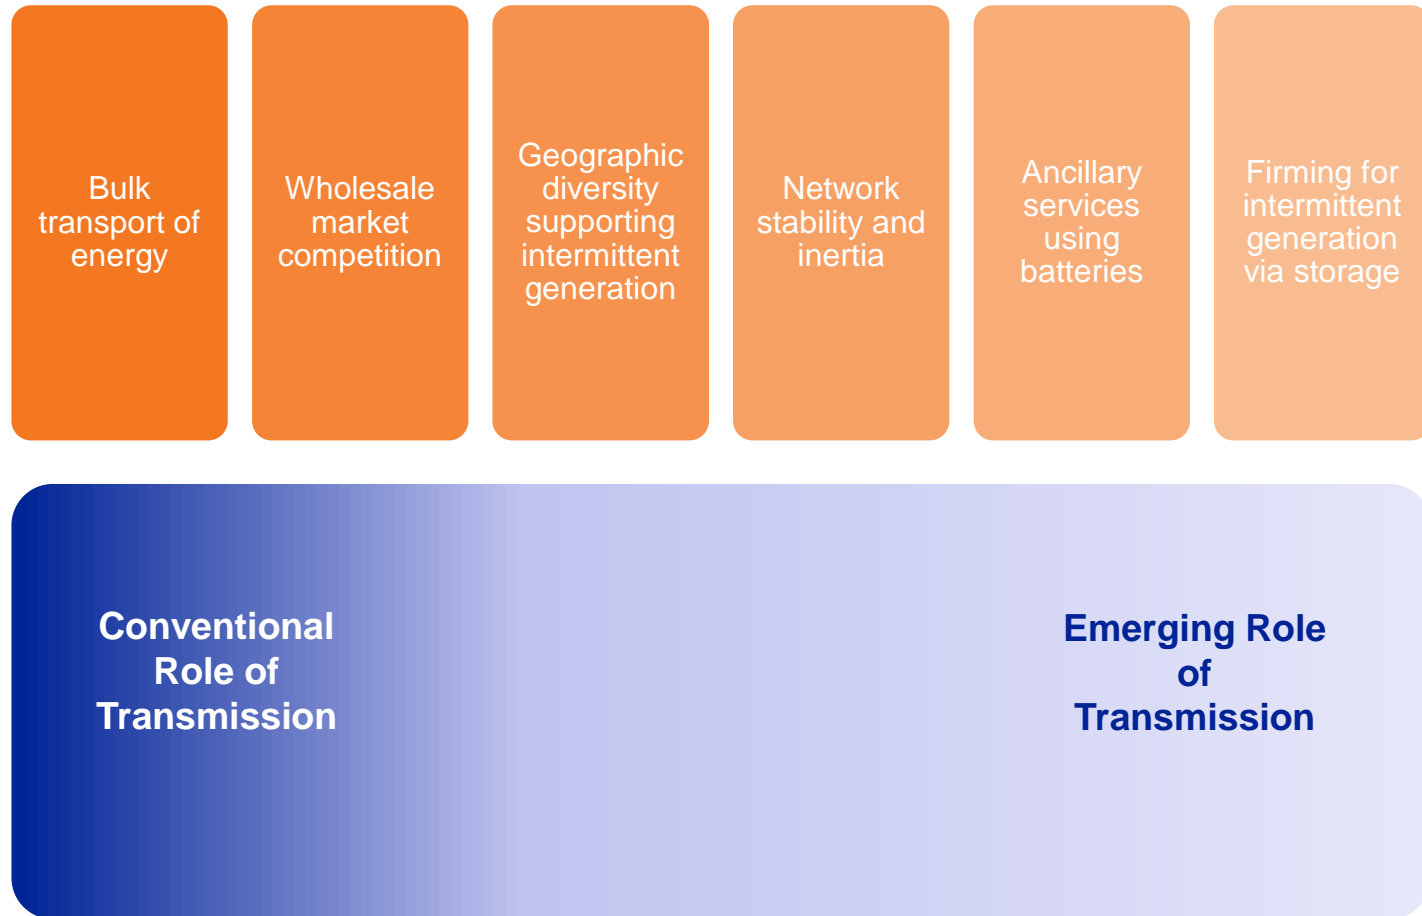 Bulk
transport of
energy
Wholesale
market
competition
Geographic
diversity
supporting
intermittent
generation
Network
stability and
inertia
Ancillary
services
using
batteries
Firming for
intermittent
generation
via storage
Conventional
Role of
Transmission
Emerging Role
of
Transmission